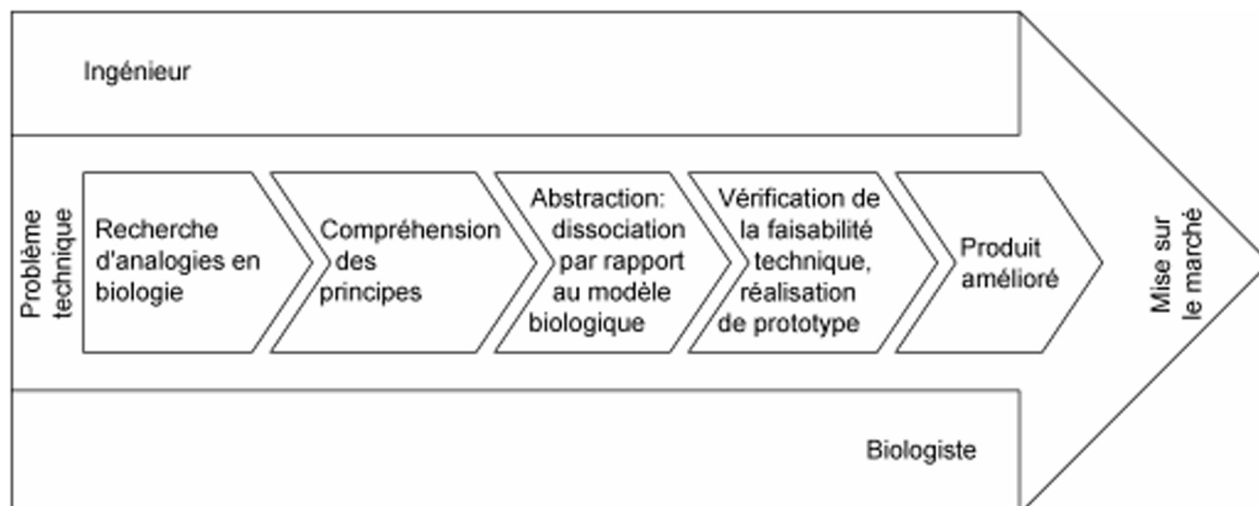 Ingénieur
Problème
technique
Recherche
d'analogies en
biologie
Compréhension
des
principes
Abstraction:
dissociation
par rapport
au modèle
biologique
Vérification de
la faisabilité
technique,
réalisation
de prototype
Produit
amélioré
Mise sur
le marché
Biologiste